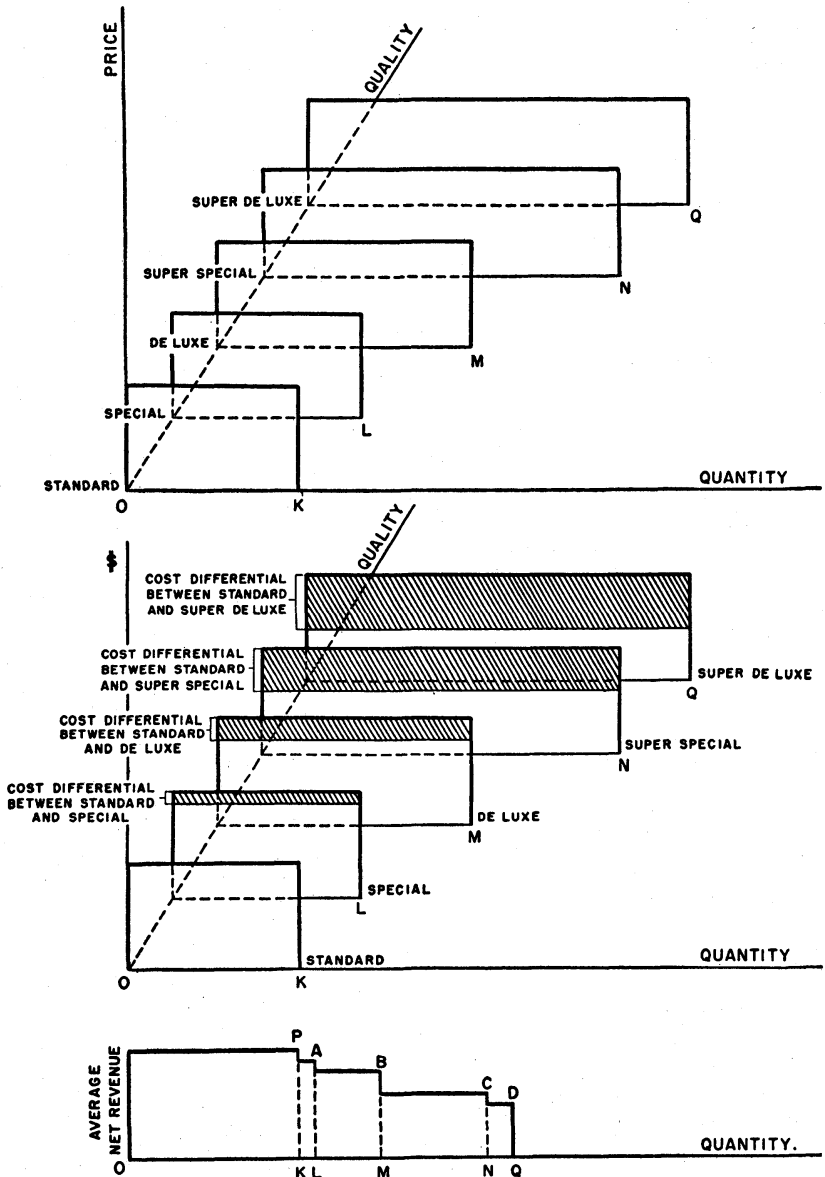 PRICE
QUALITY
SUPER DE LUXE
Q
SUPER SPECIAL
N
DE LUXE
M
SPECIAL
L
STANDARD
QUANTITY
O
K
$
QUALITY
COST DIFFERENTIAL
BETWEEN STANDARD
AND SUPER DE LUXE
COST DIFFERENTIAL
BETWEEN STANDARD
AND SUPER SPECIAL
SUPER DE LUXE
Q
COST DIFFERENTIAL
BETWEEN STANDARD
AND DE LUXE
SUPER SPECIAL
N
COST DIFFERENTIAL
BETWEEN STANDARD
AND SPECIAL
DE LUXE
M
SPECIAL
L
QUANTITY
STANDARD
O
K
AVERAGE
NET REVENUE
P
A
B
C
D
QUANTITY.
O
K L M N Q